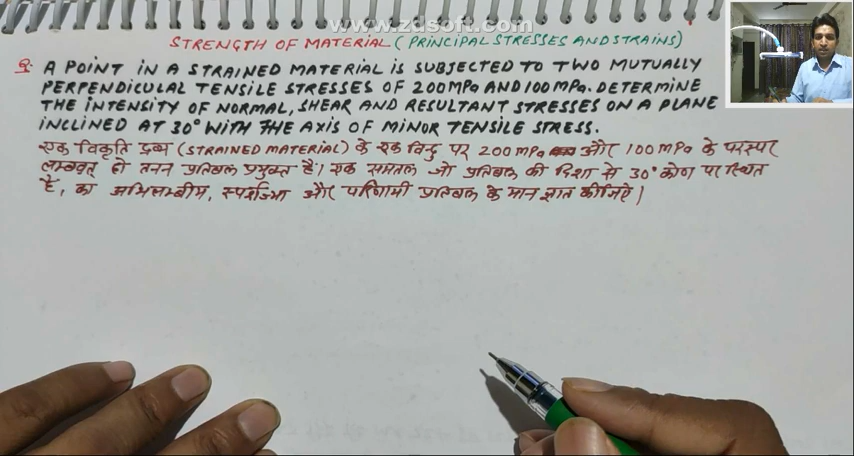 www.zdsoft.com
STRENGTH OF MATERIAL (PRINCIPAL STRESSES AND STRAINS)
Q. A POINT IN A STRAINED MATERIAL IS SUBJECTED TO TWO MUTUALLY
PERPENDICULAR TENSILE STRESSES OF 200MPa AND 100MPa. DETERMINE
THE INTENSITY OF NORMAL, SHEAR AND RESULTANT STRESSES ON A PLANE
INCLINED AT 30° WITH THE AXIS OF MINOR TENSILE STRESS.
एक विकृति द्रव्य (STRAINED MATERIAL) के एक बिन्दु पर 200 MPa और 100 MPa के परस्पर
लम्बवत् दो तनन प्रतिबल प्रयुक्त हैं। एक समतल जो प्रतिबल की दिशा से 30° कोण पर स्थित
है, का अभिलम्बीय, स्पर्शज्या और परिणामी प्रतिबल के मान ज्ञात कीजिए।